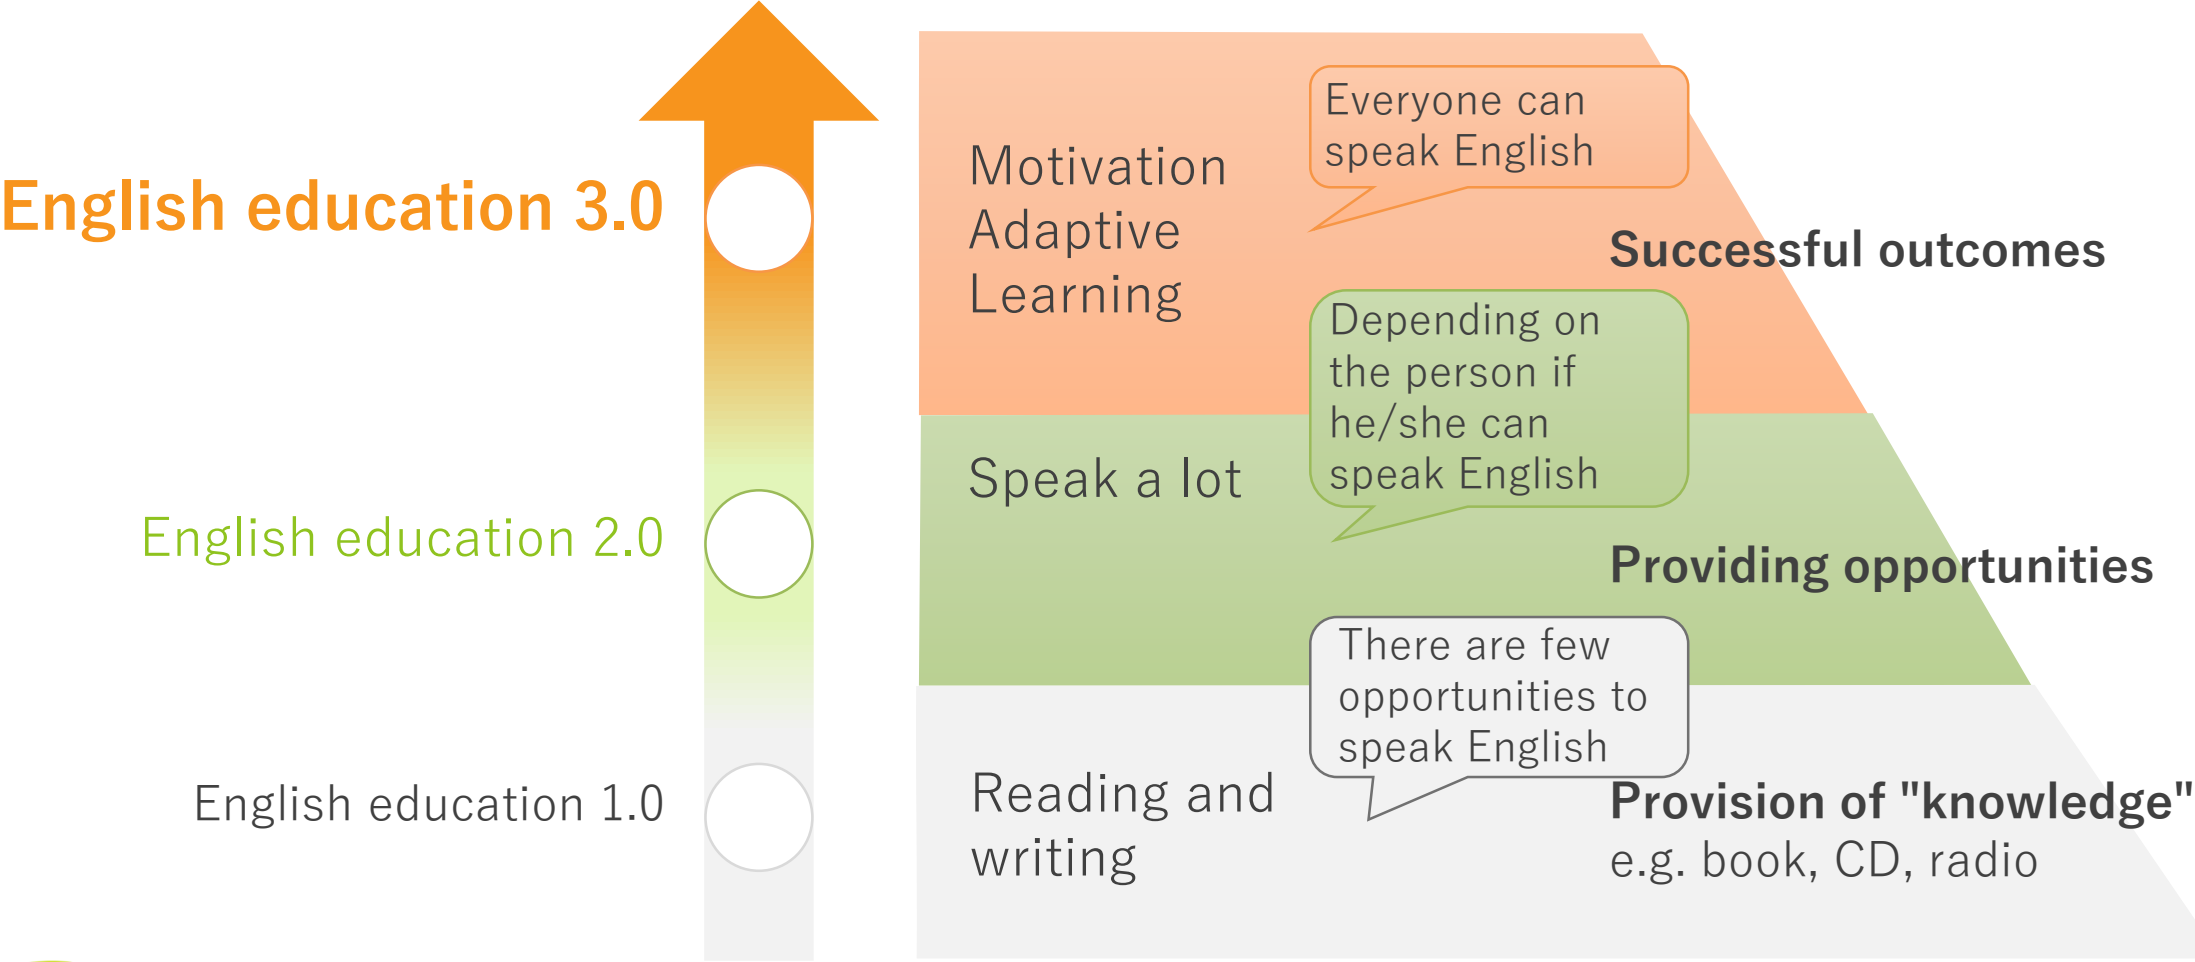 English education 3.0
Motivation
Adaptive
Learning
Everyone can
speak English
Successful outcomes
English education 2.0
Speak a lot
Depending on
the person if
he/she can
speak English
Providing opportunities
English education 1.0
Reading and
writing
There are few
opportunities to
speak English
Provision of "knowledge"
e.g. book, CD, radio